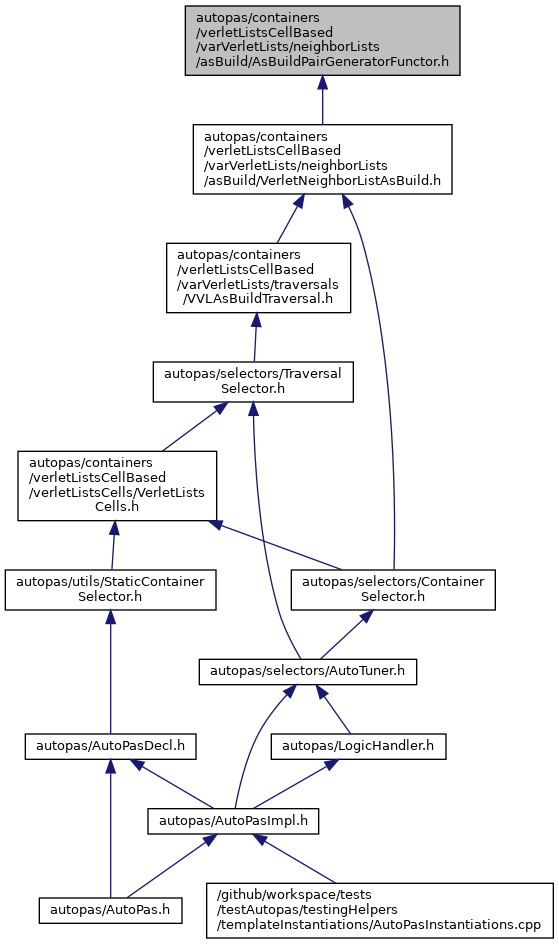 autopas/containers
/verletListsCellBased
/varVerletLists/neighborLists
/asBuild/AsBuildPairGeneratorFunctor.h
autopas/containers
/verletListsCellBased
/varVerletLists/neighborLists
/asBuild/VerletNeighborListAsBuild.h
autopas/containers
/verletListsCellBased
/varVerletLists/traversals
/VVLAsBuildTraversal.h
autopas/selectors/Traversal
Selector.h
autopas/containers
/verletListsCellBased
/verletListsCells/VerletLists
Cells.h
autopas/utils/StaticContainer
Selector.h
autopas/selectors/Container
Selector.h
autopas/selectors/AutoTuner.h
autopas/AutoPasDecl.h
autopas/LogicHandler.h
autopas/AutoPasImpl.h
autopas/AutoPas.h
/github/workspace/tests
/testAutopas/testingHelpers
/templateInstantiations/AutoPasInstantiations.cpp